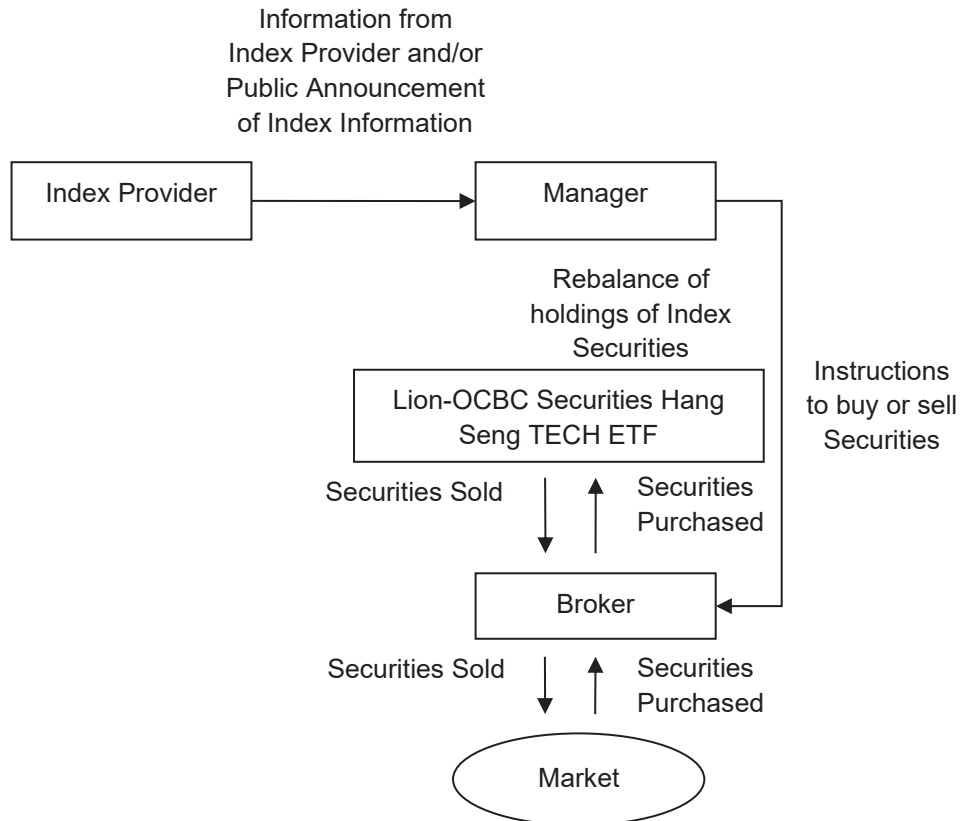 Information from
Index Provider and/or
Public Announcement
of Index Information
Index Provider
Manager
Rebalance of
holdings of Index
Securities
Instructions
to buy or sell
Securities
Lion-OCBC Securities Hang
Seng TECH ETF
Securities Sold
Securities
Purchased
Broker
Securities Sold
Securities
Purchased
Market